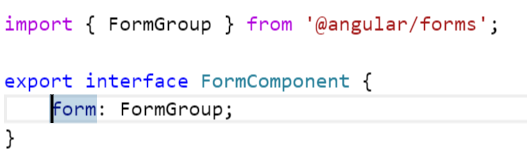 import { FormGroup } from '@angular/forms';
export interface FormComponent {
form: FormGroup;
}